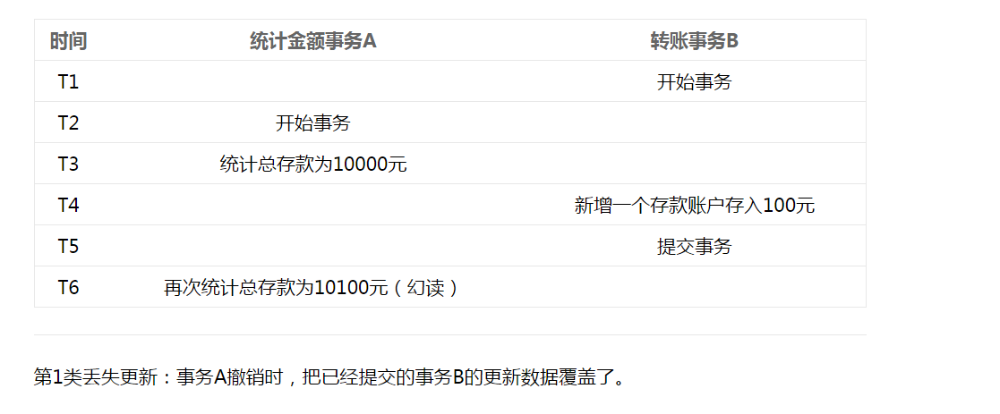 时间 统计金额事务A 转账事务B
T1 开始事务
T2 开始事务
T3 统计总存款为10000元
T4 新增一个存款账户存入100元
T5 提交事务
T6 再次统计总存款为10100元（幻读）
第1类丢失更新：事务A撤销时，把已经提交的事务B的更新数据覆盖了。